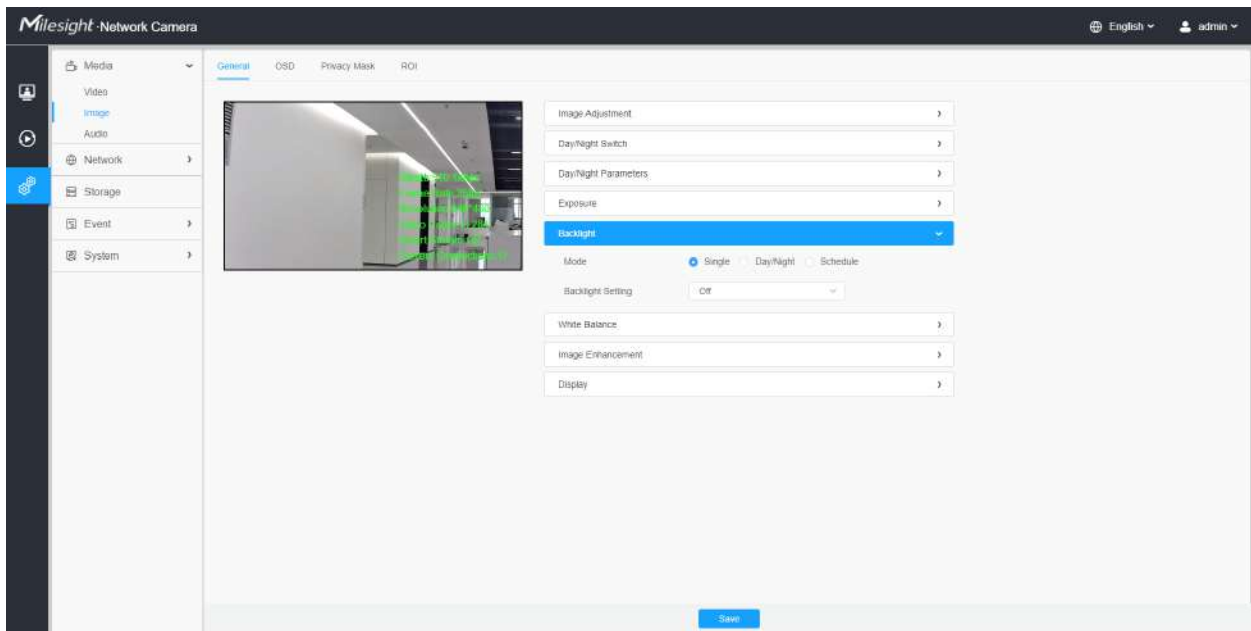 Milesight ·Network Camera
English
admin
Media
Video
Image
Audio
Network
Storage
Event
System
General OSD Privacy Mask ROI
Image Adjustment
Day/Night Switch
Day/Night Parameters
Exposure
Backlight
Mode Single Day/Night Schedule
Backlight Setting Off
White Balance
Image Enhancement
Display
Save